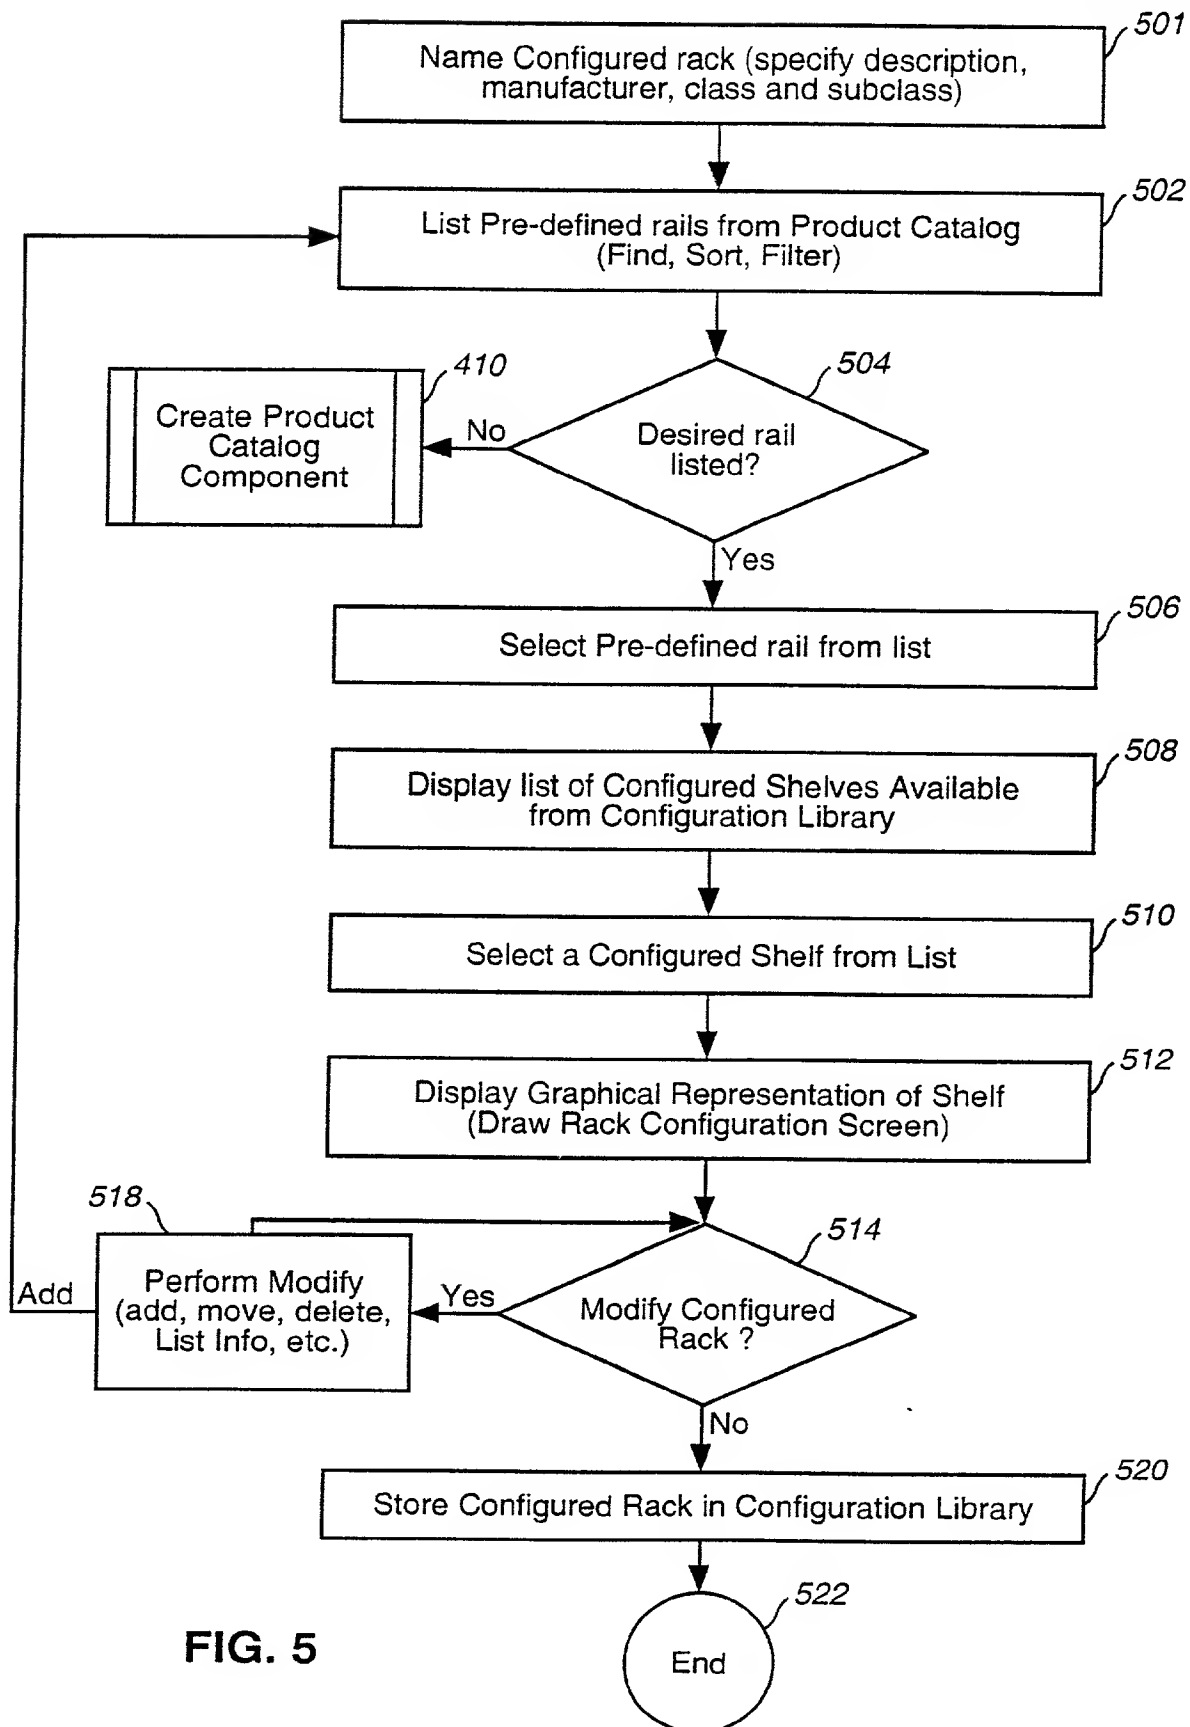 501
Name Configured rack (specify description,
manufacturer, class and subclass)
502
List Pre-defined rails from Product Catalog
(Find, Sort, Filter)
410
504
Create Product
Catalog
Component
No
Desired rail
listed?
Yes
506
Select Pre-defined rail from list
508
Display list of Configured Shelves Available
from Configuration Library
510
Select a Configured Shelf from List
512
Display Graphical Representation of Shelf
(Draw Rack Configuration Screen)
518
514
Add
Perform Modify
(add, move, delete,
List Info, etc.)
Yes
Modify Configured
Rack ?
No
520
Store Configured Rack in Configuration Library
522
End
FIG. 5